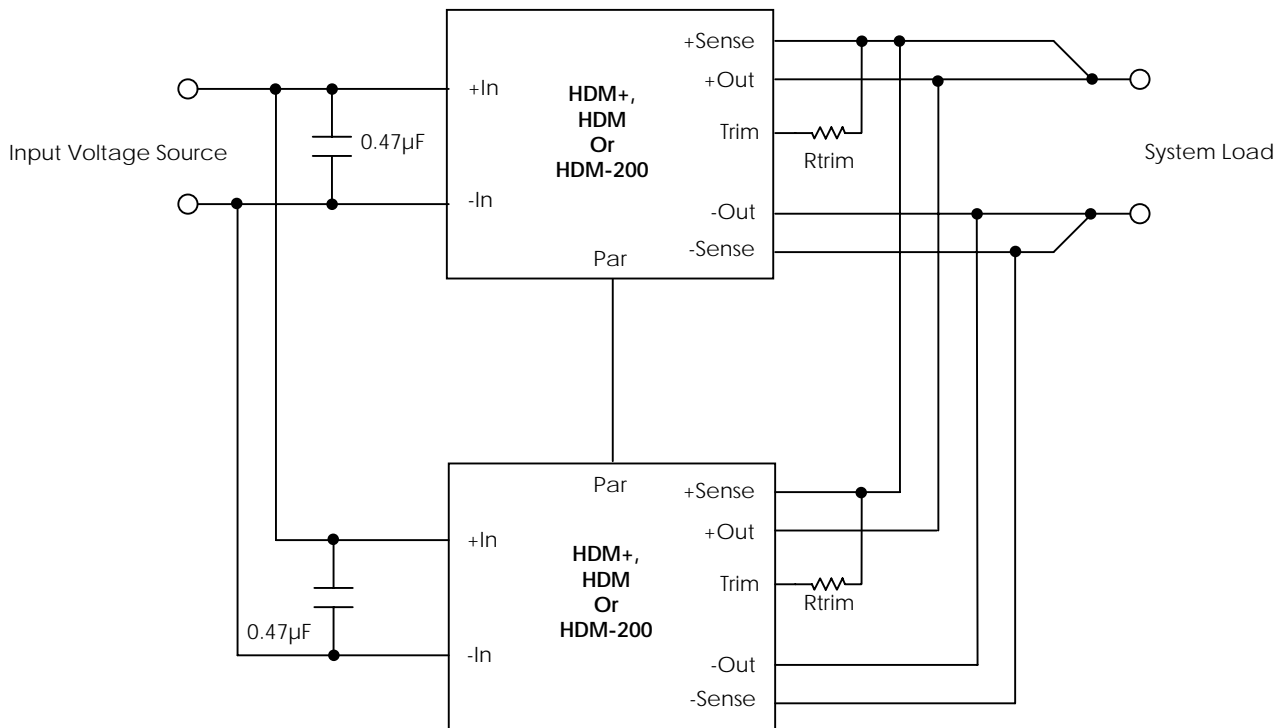 +Sense
+Out
Trim
Rtrim
-Out
-Sense
+In
-In
Par
HDM+,
HDM
Or
HDM-200
0.47µF
Input Voltage Source
System Load
Par
+Sense
+Out
Trim
Rtrim
-Out
-Sense
+In
-In
HDM+,
HDM
Or
HDM-200
0.47µF